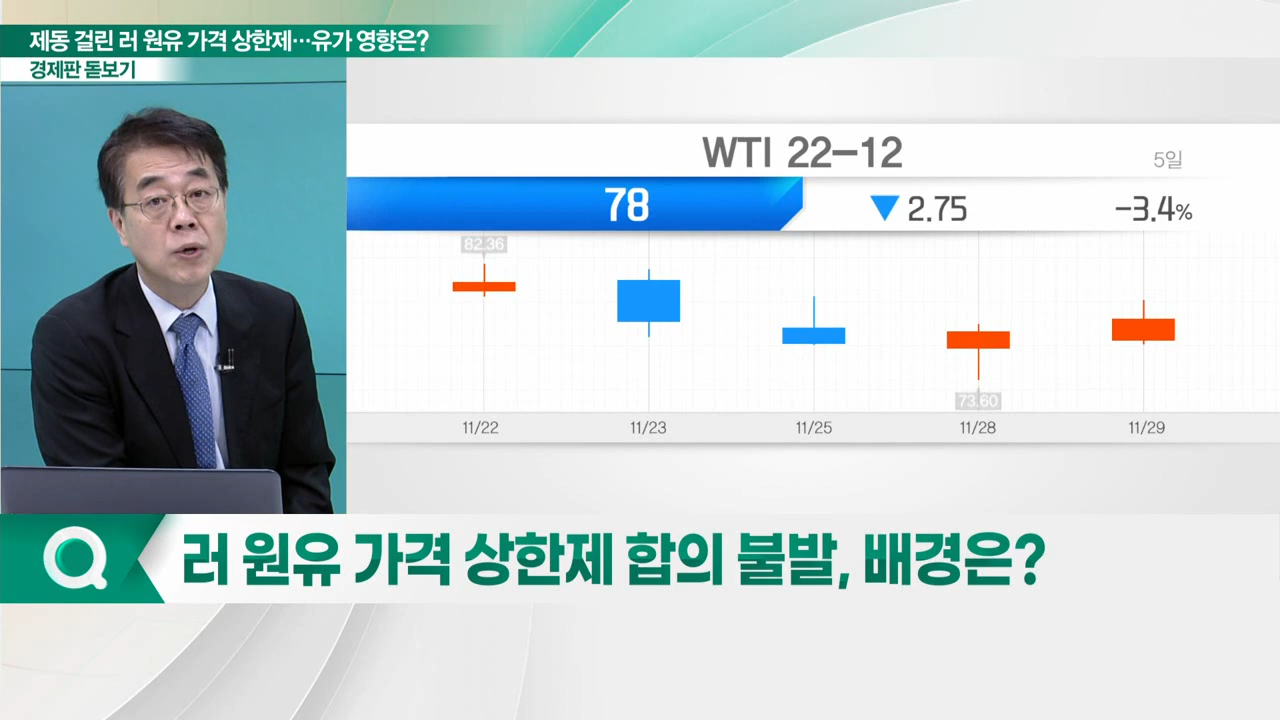 제동 걸린 러 원유 가격 상한제…유가 영향은?
경제판 돋보기
WTI 22-12
5일
78
▼ 2.75
-3.4%
82.36
73.60
11/22
11/23
11/25
11/28
11/29
러 원유 가격 상한제 합의 불발, 배경은?